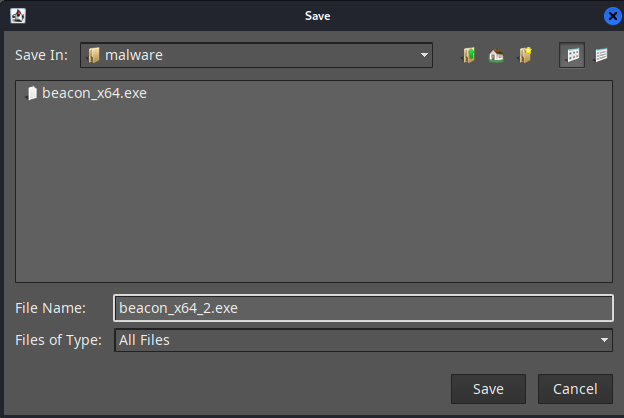 Save
Save In: malware
beacon_x64.exe
File Name: beacon_x64_2.exe
Files of Type: All Files
Save Cancel